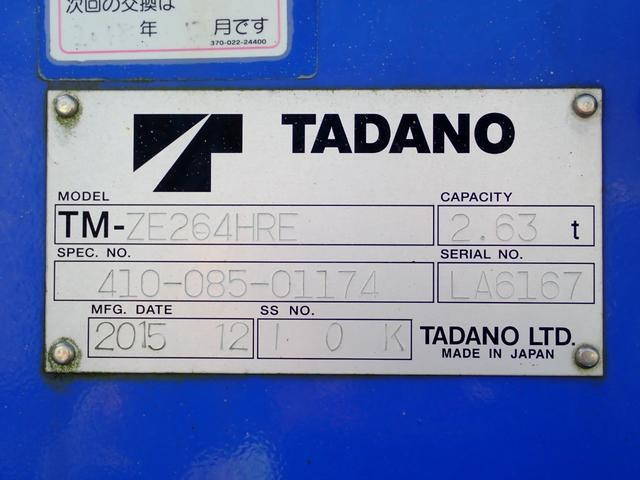 次回の交換は
年 月です
370-022-24400
TADANO
MODEL
TM-ZE264HRE
CAPACITY
2.63 t
SPEC. NO.
410-085-01174
SERIAL NO.
LA6167
MFG. DATE
2015 12
SS NO.
1 0 K
TADANO LTD.
MADE IN JAPAN